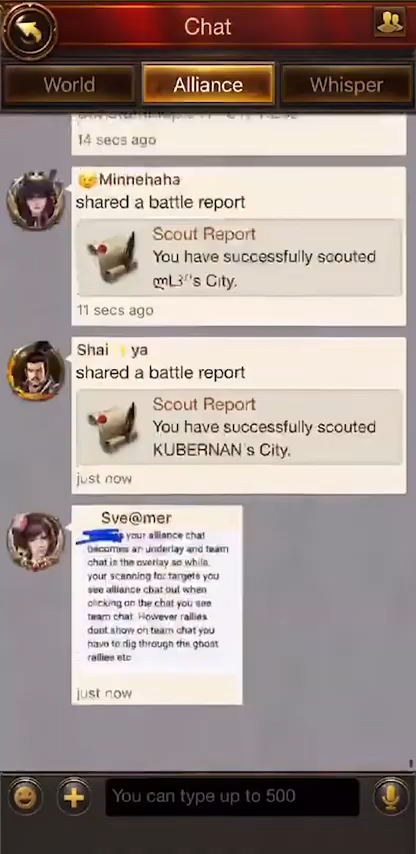 Chat
World
Alliance
Whisper
14 secs ago
Minnehaha
shared a battle report
Scout Report
You have successfully scouted
's City.
11 secs ago
Shai ya
shared a battle report
Scout Report
You have successfully scouted
KUBERNAN's City.
just now
Sve@mer
your alliance chat
becomes an underlay and team
chat is the overlay so while
your scanning for targets you
see alliance chat but when
clicking on the chat you see
team chat. However rallies
dont show on team chat you
have to dig through the ghost
rallies etc
just now
You can type up to 500